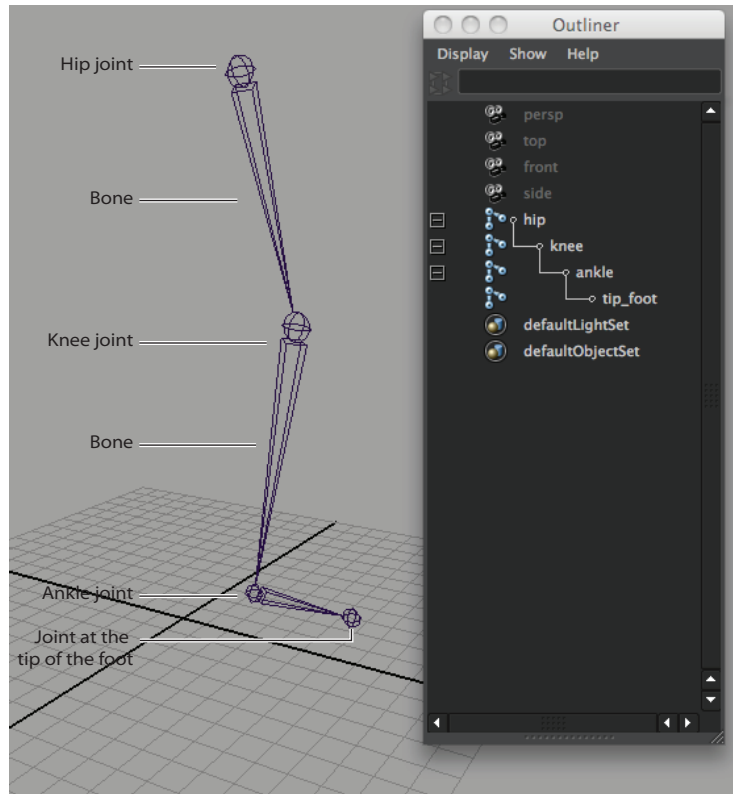 Hip joint
Bone
Knee joint
Bone
Ankle joint
Joint at the
tip of the foot
Outliner
Display Show Help
persp
top
front
side
hip
knee
ankle
tip_foot
defaultLightSet
defaultObjectSet